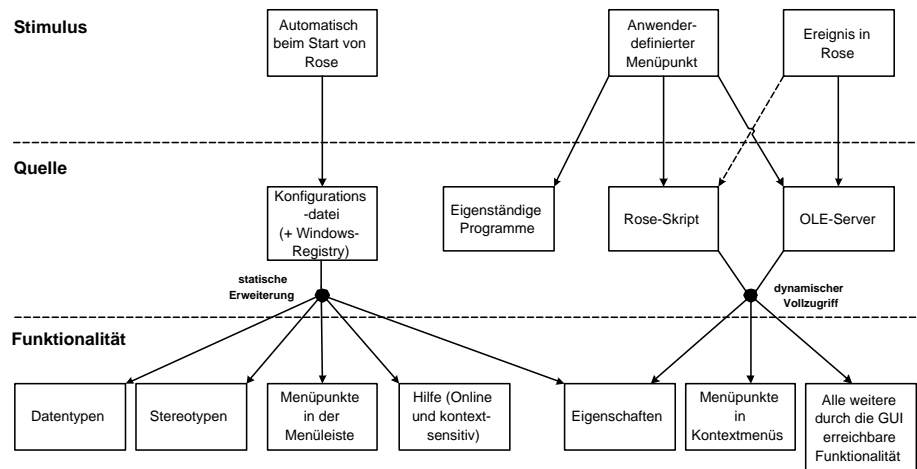 Stimulus
Automatisch
beim Start von
Rose
Anwender-
definierter
Menüpunkt
Ereignis in
Rose
Quelle
Konfigurations
-datei
(+ Windows-
Registry)
Eigenständige
Programme
Rose-Skript
OLE-Server
statische
Erweiterung
dynamischer
Vollzugriff
Funktionalität
Datentypen
Stereotypen
Menüpunkte
in der
Menüleiste
Hilfe (Online
und kontext-
sensitiv)
Eigenschaften
Menüpunkte
in
Kontextmenüs
Alle weitere
durch die GUI
erreichbare
Funktionalität